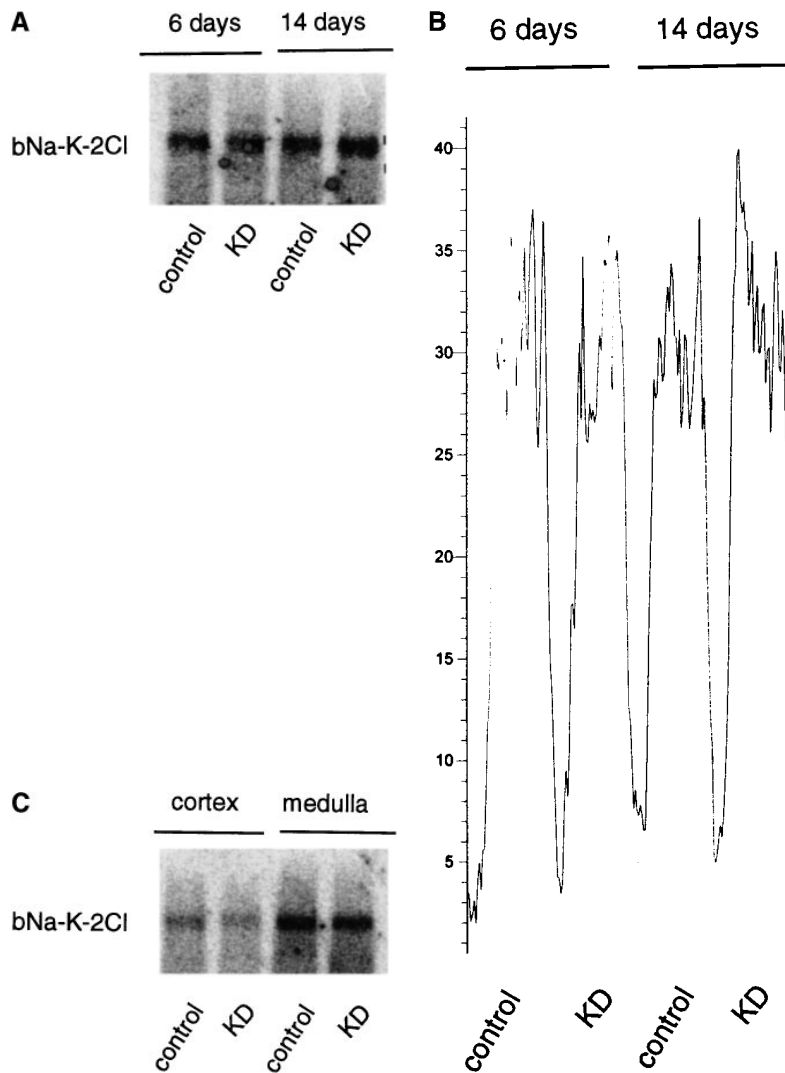 A
6 days 14 days
bNa-K-2Cl
control KD control KD
B
6 days 14 days
40
35
30
25
20
15
10
5
control KD control KD
C
cortex medulla
bNa-K-2Cl
control KD control KD